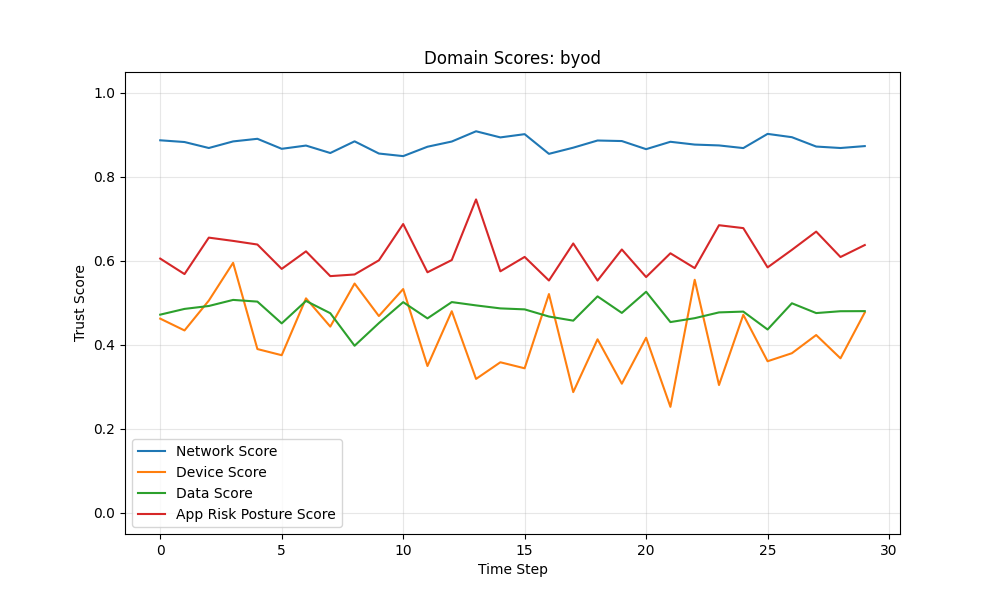 Domain Scores: byod
1.0
0.8
0.6
0.4
0.2
0.0
Trust Score
Network Score
Device Score
Data Score
App Risk Posture Score
0 5 10 15 20 25 30
Time Step